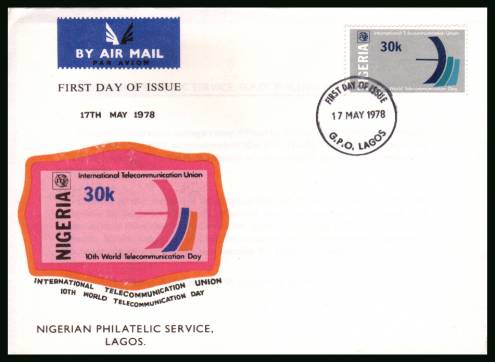 BY AIR MAIL
PAR AVION
FIRST DAY OF ISSUE
17TH MAY 1978
NIGERIA
International Telecommunication Union
30k
10th World Telecommunication Day
FIRST DAY OF ISSUE
17 MAY 1978
G.P.O. LAGOS
NIGERIA
International Telecommunication Union
30k
10th World Telecommunication Day
INTERNATIONAL TELECOMMUNICATION UNION
10TH WORLD TELECOMMUNICATION DAY
NIGERIAN PHILATELIC SERVICE,
LAGOS.